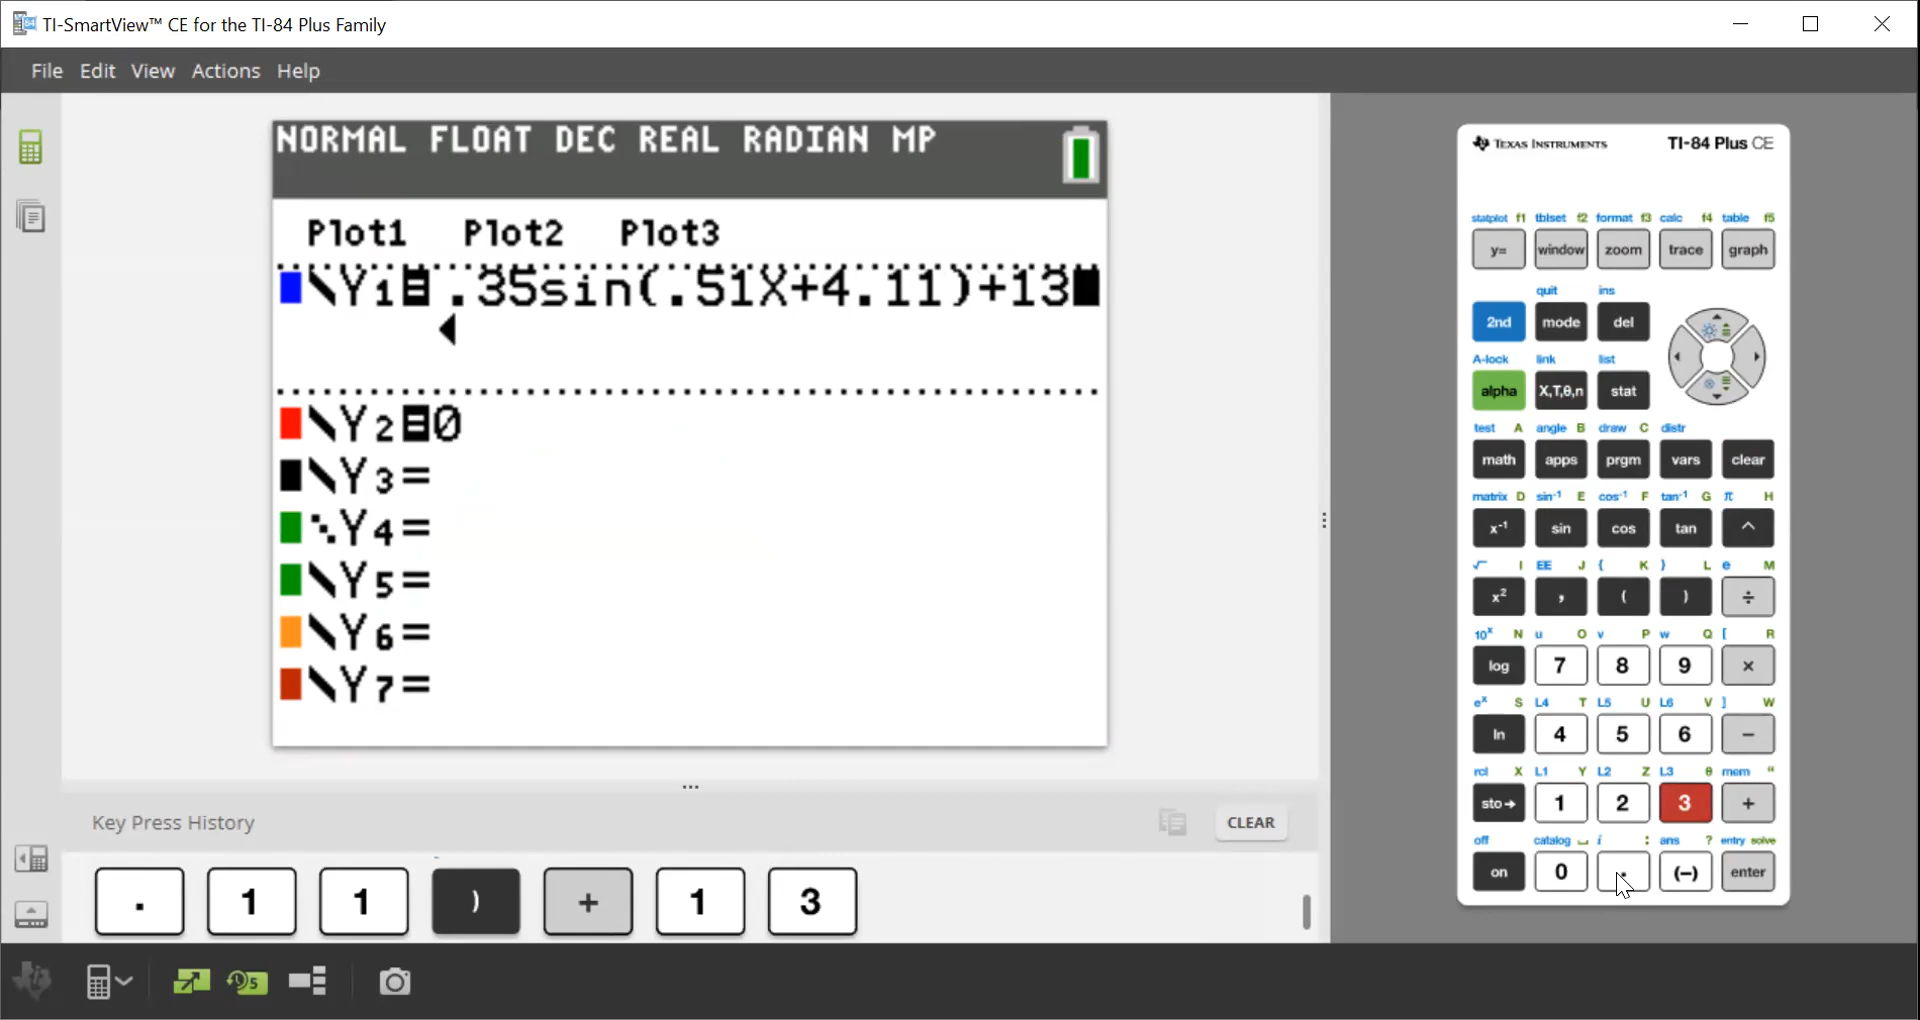 TI-SmartView™ CE for the TI-84 Plus Family
File Edit View Actions Help
NORMAL FLOAT DEC REAL RADIAN MP
Plot1 Plot2 Plot3
\Y1=.35sin(.51X+4.11)+13
\Y2=0
\Y3=
Y4=
\Y5=
\Y6=
\Y7=
Key Press History
CLEAR
. 1 1 ) + 1 3
5
TEXAS INSTRUMENTS TI-84 Plus CE
statplot f1 tblset f2 format f3 calc f4 table f5
y= window zoom trace graph
quit ins
2nd mode del
A-lock link list
alpha X,T,θ,n stat
test A angle B draw C distr
math apps prgm vars clear
matrix D sin-1 E cos-1 F tan-1 G π H
x-1 sin cos tan ^
√ I EE J { K } L e M
x2 , ( ) ÷
10x N u O v P w Q [ R
log 7 8 9 ×
ex S L4 T L5 U L6 V ] W
ln 4 5 6 −
rcl X L1 Y L2 Z L3 θ mem "
sto→ 1 2 3 +
off catalog i : ans ? entry solve
on 0 . (−) enter